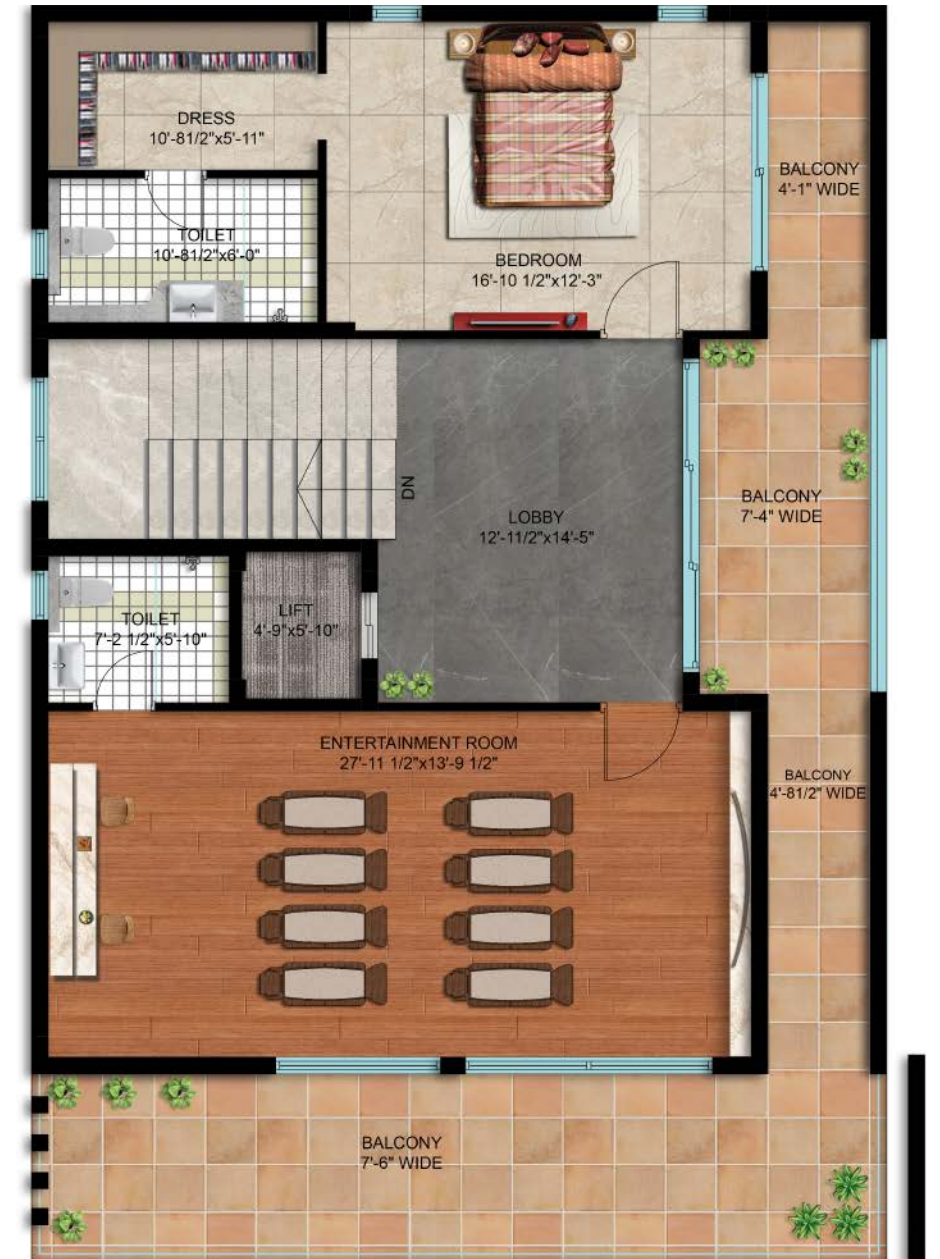 DRESS
10'-81/2"x5'-11"
BALCONY
4'-1" WIDE
TOILET
10'-81/2"x6'-0"
BEDROOM
16'-10 1/2"x12'-3"
DN
LOBBY
12'-11/2"x14'-5"
BALCONY
7'-4" WIDE
TOILET
7'-2 1/2"x5'-10"
LIFT
4'-9"x5'-10"
ENTERTAINMENT ROOM
27'-11 1/2"x13'-9 1/2"
BALCONY
4'-81/2" WIDE
BALCONY
7'-6" WIDE